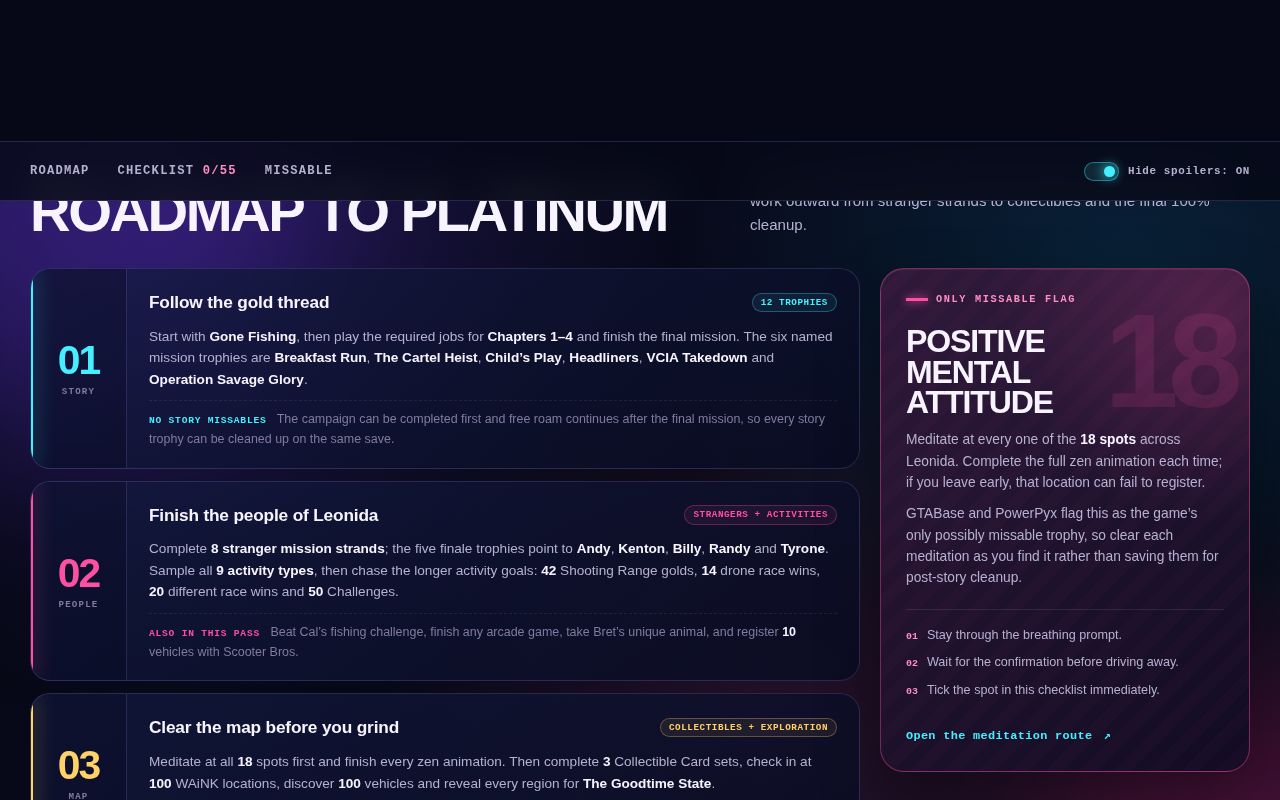 ROADMAP CHECKLIST 0/55 MISSABLE Hide spoilers: ON
ROADMAP TO PLATINUM
work outward from stranger strands to collectibles and the final 100%
cleanup.
01
STORY
Follow the gold thread
12 TROPHIES
Start with Gone Fishing, then play the required jobs for Chapters 1–4 and finish the final mission. The six named
mission trophies are Breakfast Run, The Cartel Heist, Child’s Play, Headliners, VCIA Takedown and
Operation Savage Glory.
NO STORY MISSABLES The campaign can be completed first and free roam continues after the final mission, so every story
trophy can be cleaned up on the same save.
02
PEOPLE
Finish the people of Leonida
STRANGERS + ACTIVITIES
Complete 8 stranger mission strands; the five finale trophies point to Andy, Kenton, Billy, Randy and Tyrone.
Sample all 9 activity types, then chase the longer activity goals: 42 Shooting Range golds, 14 drone race wins,
20 different race wins and 50 Challenges.
ALSO IN THIS PASS Beat Cal’s fishing challenge, finish any arcade game, take Bret’s unique animal, and register 10
vehicles with Scooter Bros.
03
MAP
Clear the map before you grind
COLLECTIBLES + EXPLORATION
Meditate at all 18 spots first and finish every zen animation. Then complete 3 Collectible Card sets, check in at
100 WAiNK locations, discover 100 vehicles and reveal every region for The Goodtime State.
ONLY MISSABLE FLAG
18
POSITIVE
MENTAL
ATTITUDE
Meditate at every one of the 18 spots across
Leonida. Complete the full zen animation each time;
if you leave early, that location can fail to register.
GTABase and PowerPyx flag this as the game’s
only possibly missable trophy, so clear each
meditation as you find it rather than saving them for
post-story cleanup.
01 Stay through the breathing prompt.
02 Wait for the confirmation before driving away.
03 Tick the spot in this checklist immediately.
Open the meditation route ↗